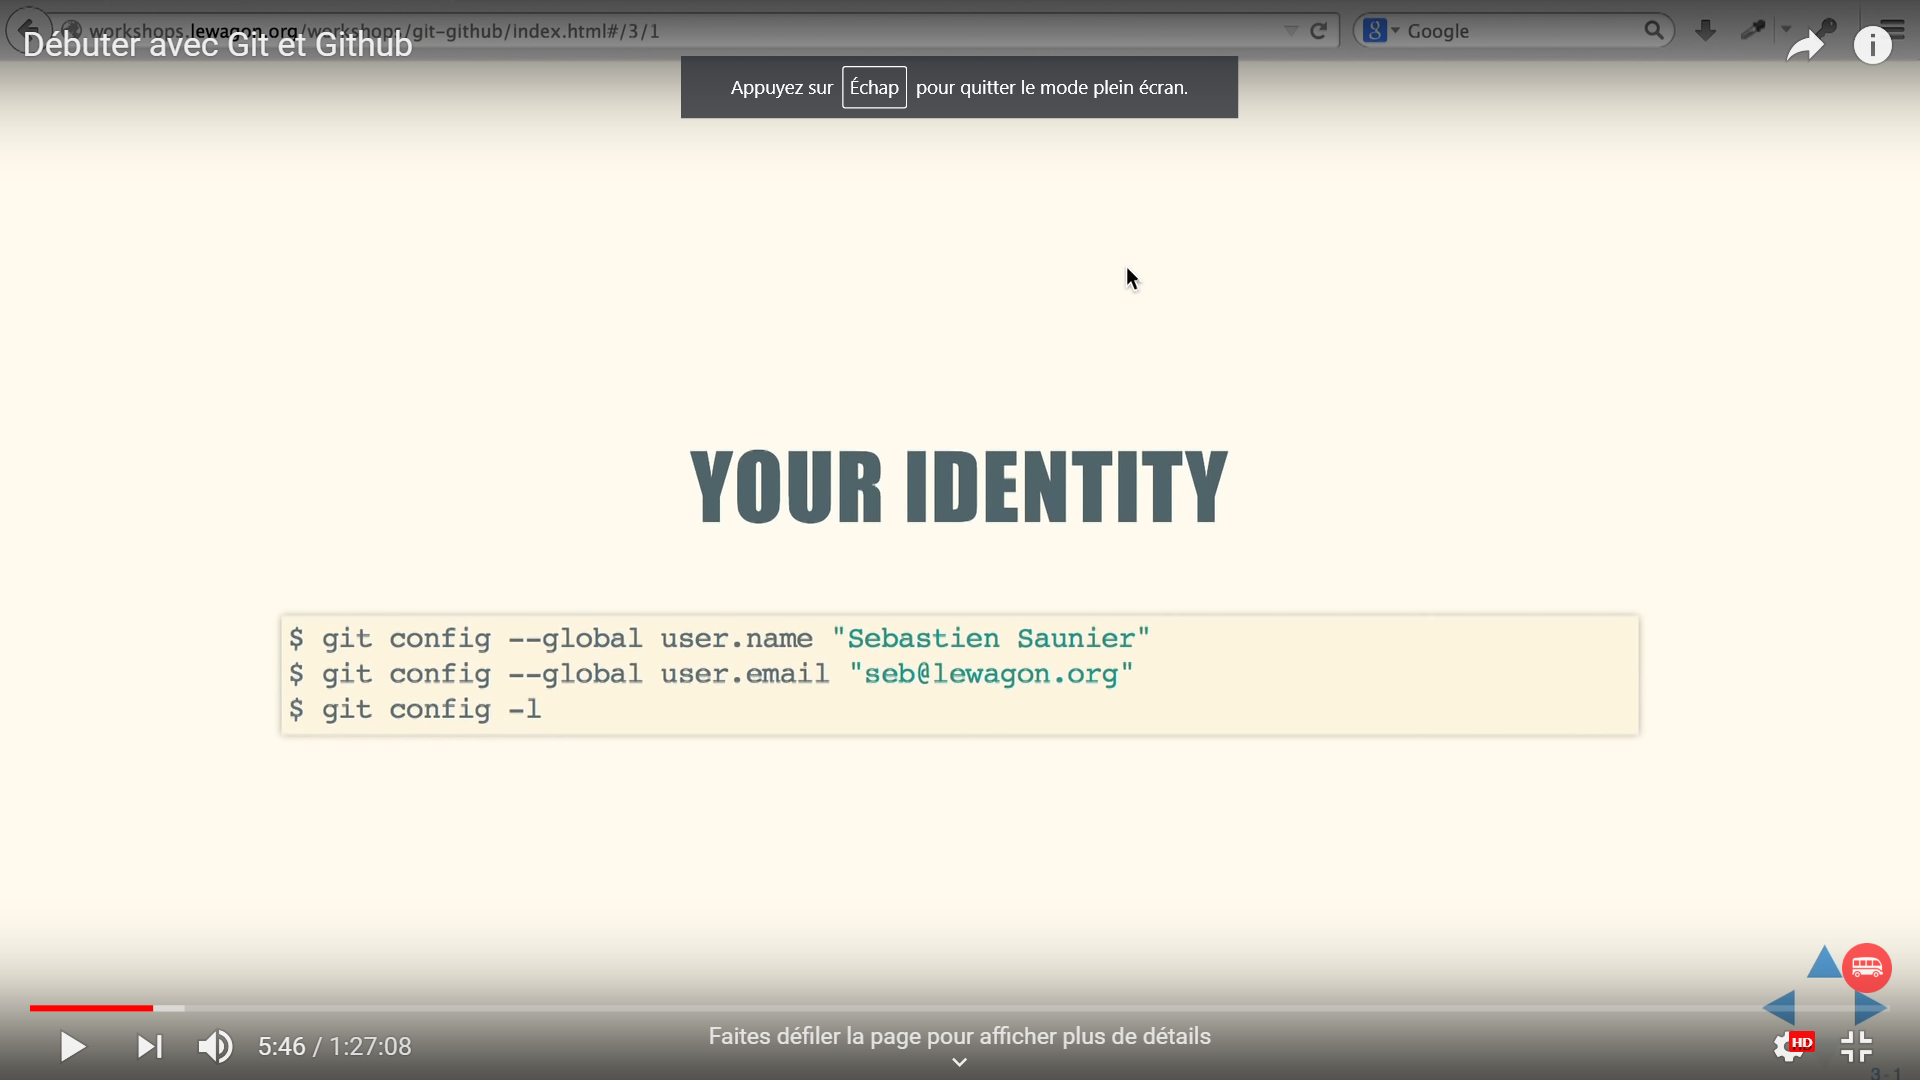 workshops.lewagon.org/workshops/git-github/index.html#/3/1
Google
Débuter avec Git et Github
Appuyez sur Échap pour quitter le mode plein écran.
YOUR IDENTITY
$ git config --global user.name "Sebastien Saunier"
$ git config --global user.email "seb@lewagon.org"
$ git config -l
5:46 / 1:27:08
Faites défiler la page pour afficher plus de détails
HD
3-1